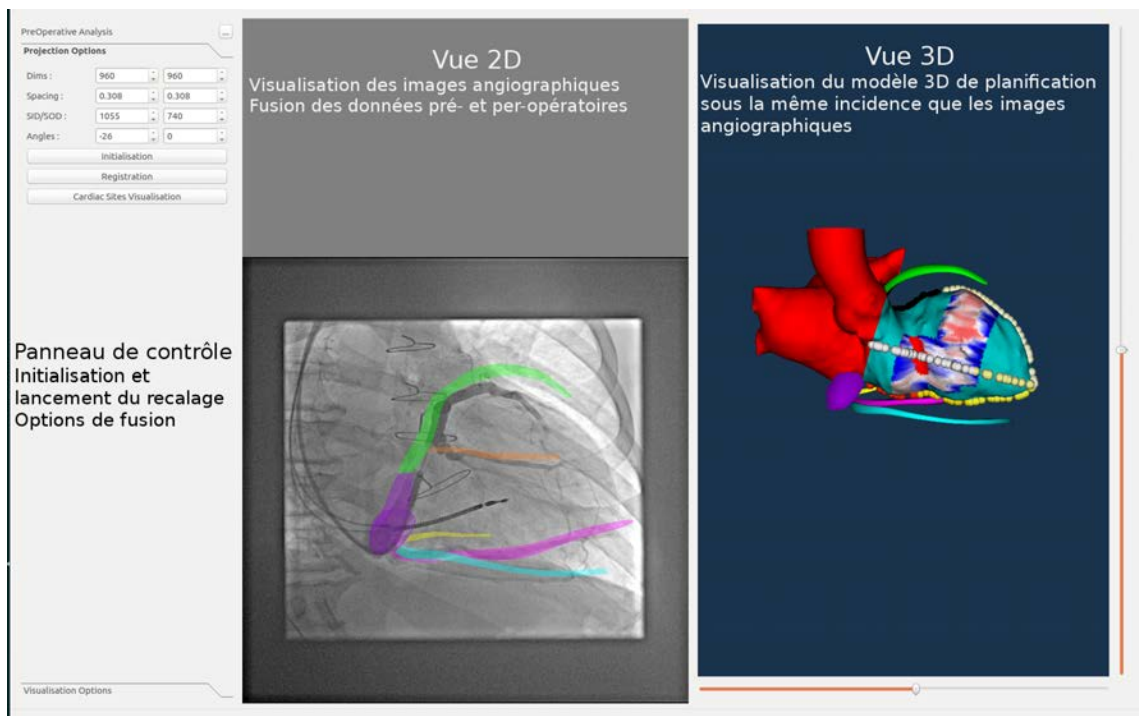 PreOperative Analysis
...
Projection Options
Dims : 960 960
Spacing : 0.308 0.308
SID/SOD : 1055 740
Angles : -26 0
Initialisation
Registration
Cardiac Sites Visualisation
Panneau de contrôle
Initialisation et
lancement du recalage
Options de fusion
Visualisation Options
Vue 2D
Visualisation des images angiographiques
Fusion des données pré- et per-opératoires
Vue 3D
Visualisation du modèle 3D de planification
sous la même incidence que les images
angiographiques